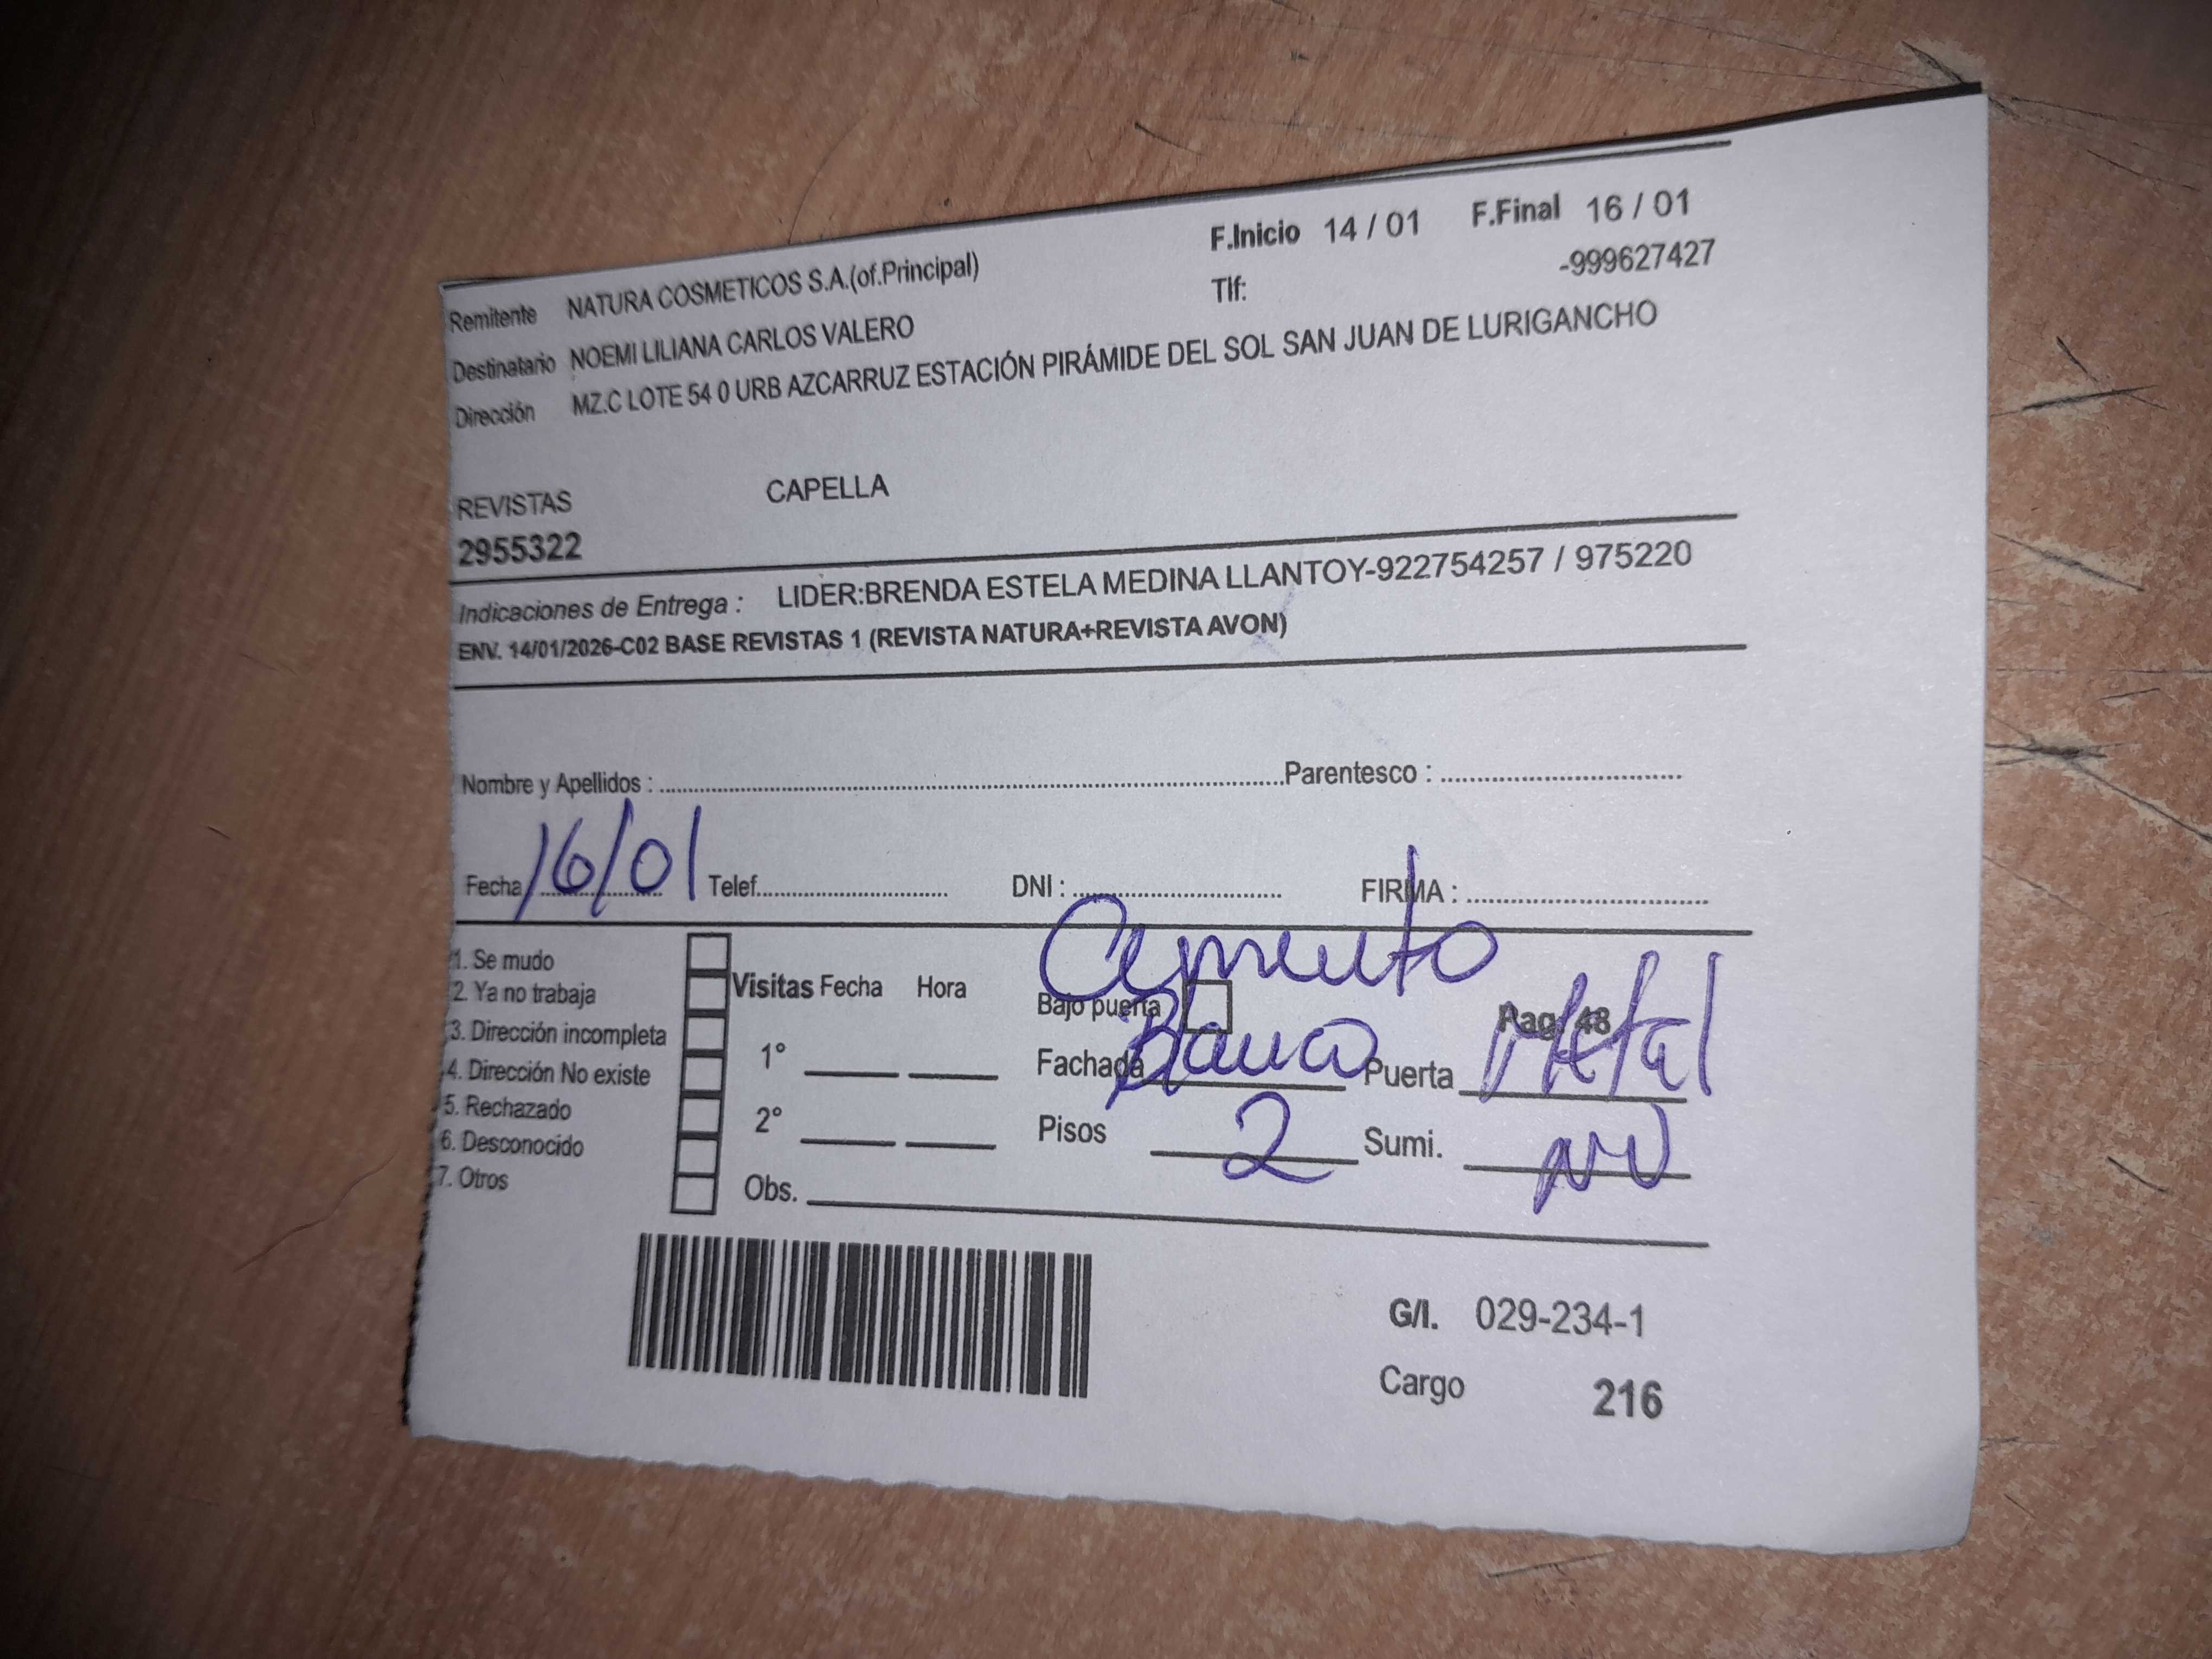 F.Inicio 14 / 01 F.Final 16 / 01
Remitente NATURA COSMETICOS S.A.(of.Principal) Tlf: -999627427
Destinatario NOEMI LILIANA CARLOS VALERO
Dirección MZ.C LOTE 54 0 URB AZCARRUZ ESTACIÓN PIRÁMIDE DEL SOL SAN JUAN DE LURIGANCHO
REVISTAS CAPELLA
2955322
Indicaciones de Entrega : LIDER:BRENDA ESTELA MEDINA LLANTOY-922754257 / 975220
ENV. 14/01/2026-C02 BASE REVISTAS 1 (REVISTA NATURA+REVISTA AVON)
Nombre y Apellidos : Parentesco :
Fecha 16/01 Telef. DNI : FIRMA :
Cemento
1. Se mudo
2. Ya no trabaja
3. Dirección incompleta
4. Dirección No existe
5. Rechazado
6. Desconocido
7. Otros
Visitas Fecha Hora
1°
2°
Obs.
Bajo puerta Pag. 48
Fachada Blanco Puerta Metal
Pisos 2 Sumi.
G/I. 029-234-1
Cargo 216